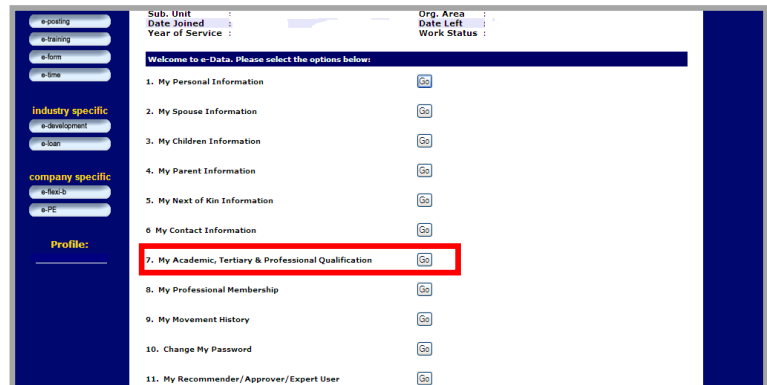 e-posting
e-training
e-form
e-time
industry specific
e-development
e-loan
company specific
e-flexi-b
e-PE
Profile:
Sub. Unit : Org. Area :
Date Joined : Date Left :
Year of Service : Work Status :
Welcome to e-Data. Please select the options below:
1. My Personal Information Go
2. My Spouse Information Go
3. My Children Information Go
4. My Parent Information Go
5. My Next of Kin Information Go
6 My Contact Information Go
7. My Academic, Tertiary & Professional Qualification Go
8. My Professional Membership Go
9. My Movement History Go
10. Change My Password Go
11. My Recommender/Approver/Expert User Go